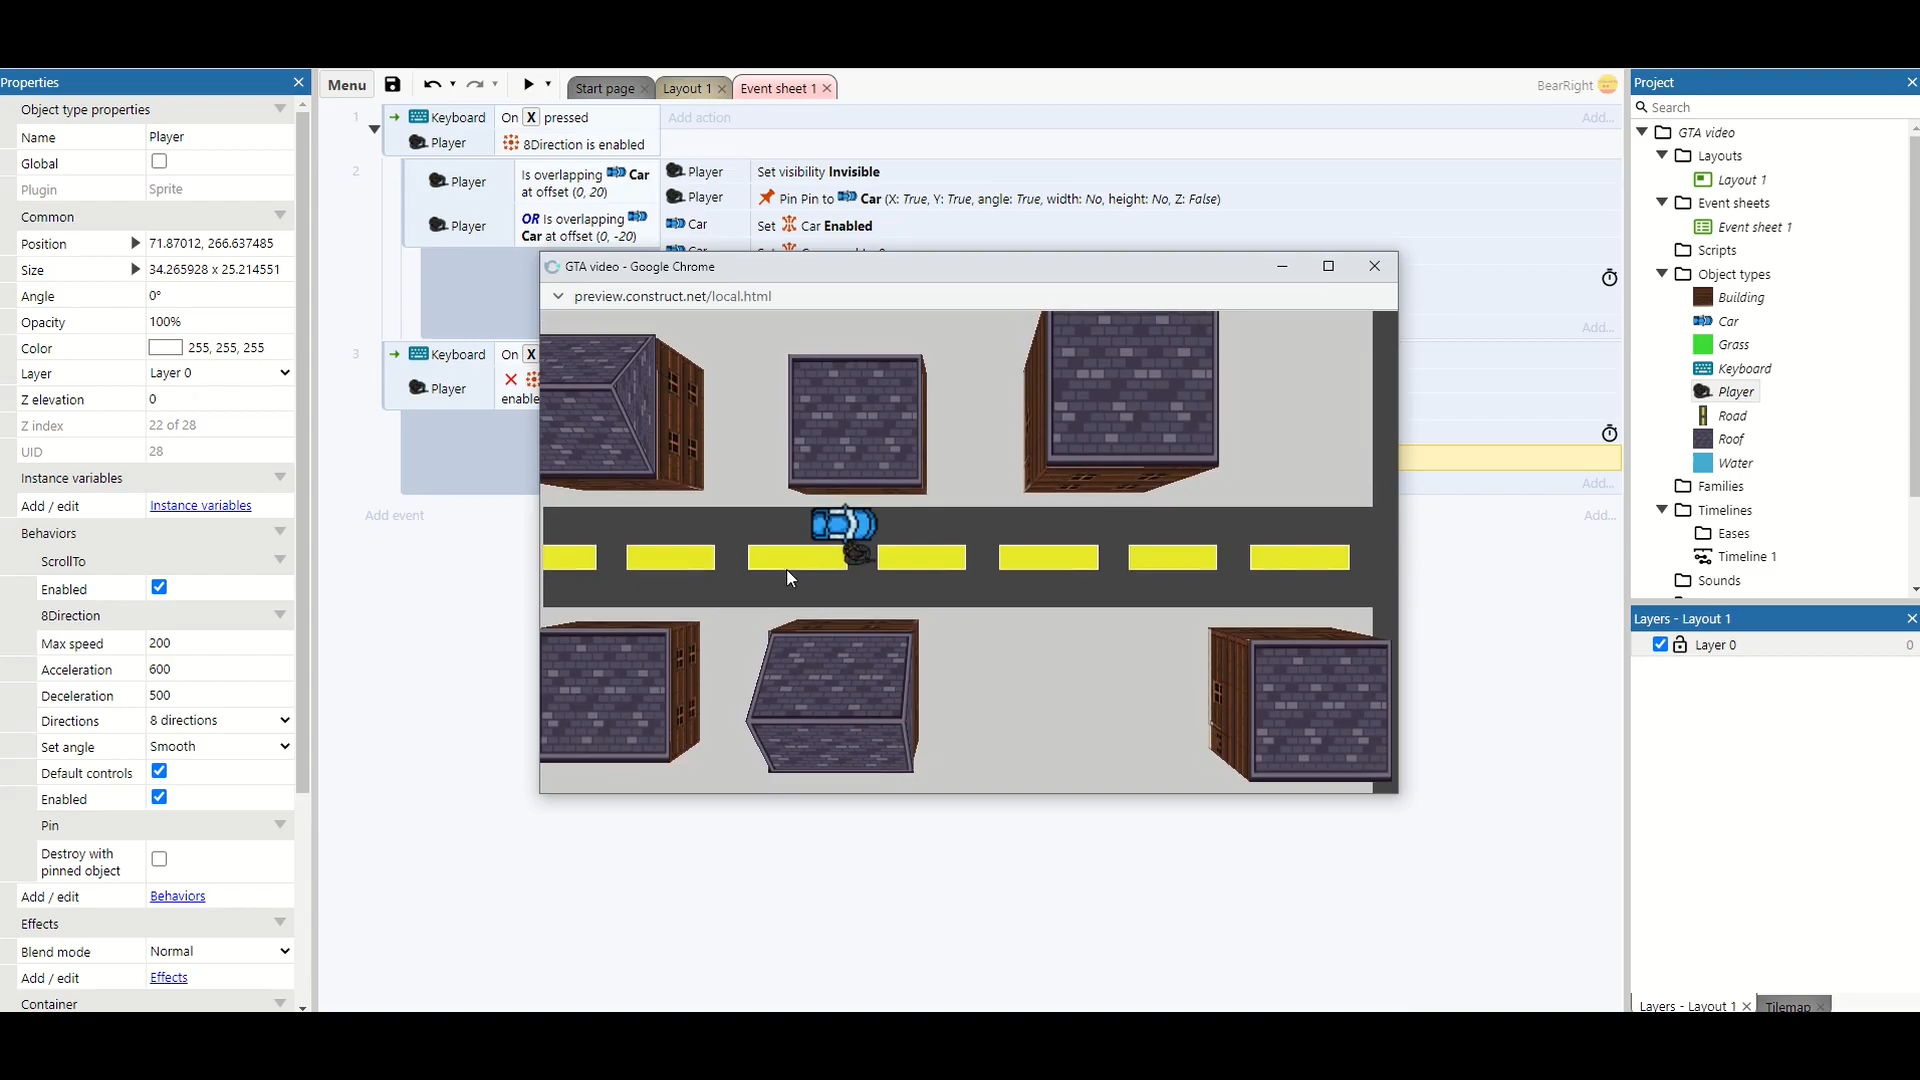 Properties
Object type properties
Name Player
Global
Plugin Sprite
Common
Position 71.87012, 266.637485
Size 34.265928 x 25.214551
Angle 0°
Opacity 100%
Color 255, 255, 255
Layer Layer 0
Z elevation 0
Z index 22 of 28
UID 28
Instance variables
Add / edit Instance variables
Behaviors
ScrollTo
Enabled
8Direction
Max speed 200
Acceleration 600
Deceleration 500
Directions 8 directions
Set angle Smooth
Default controls
Enabled
Pin
Destroy with
pinned object
Add / edit Behaviors
Effects
Blend mode Normal
Add / edit Effects
Container
Menu Start page Layout 1 Event sheet 1 BearRight
1 Keyboard On X pressed Add action Add...
Player 8Direction is enabled
2 Player Is overlapping Car at offset (0, 20)
Player OR Is overlapping Car at offset (0, -20)
Player Set visibility Invisible
Player Pin Pin to Car (X: True, Y: True, angle: True, width: No, height: No, Z: False)
Car Set Car Enabled
Add...
3 Keyboard On X
Player enable
Add...
Add event Add...
GTA video - Google Chrome
preview.construct.net/local.html
Project
Search
GTA video
Layouts
Layout 1
Event sheets
Event sheet 1
Scripts
Object types
Building
Car
Grass
Keyboard
Player
Road
Roof
Water
Families
Timelines
Eases
Timeline 1
Sounds
Layers - Layout 1
Layer 0 0
Layers - Layout 1 Tilemap